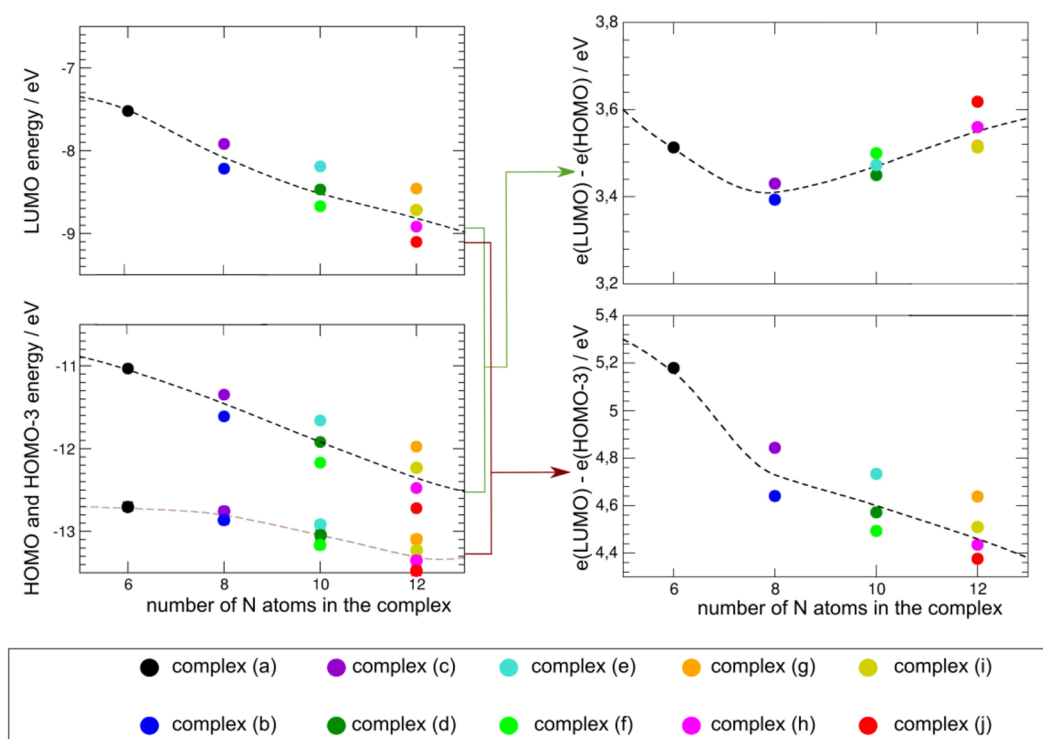 LUMO energy / eV
-7
-8
-9
HOMO and HOMO-3 energy / eV
-11
-12
-13
6 8 10 12
number of N atoms in the complex
e(LUMO) - e(HOMO) / eV
3,8
3,6
3,4
3,2
e(LUMO) - e(HOMO-3) / eV
5,4
5,2
5
4,8
4,6
4,4
6 8 10 12
number of N atoms in the complex
complex (a) complex (c) complex (e) complex (g) complex (i)
complex (b) complex (d) complex (f) complex (h) complex (j)